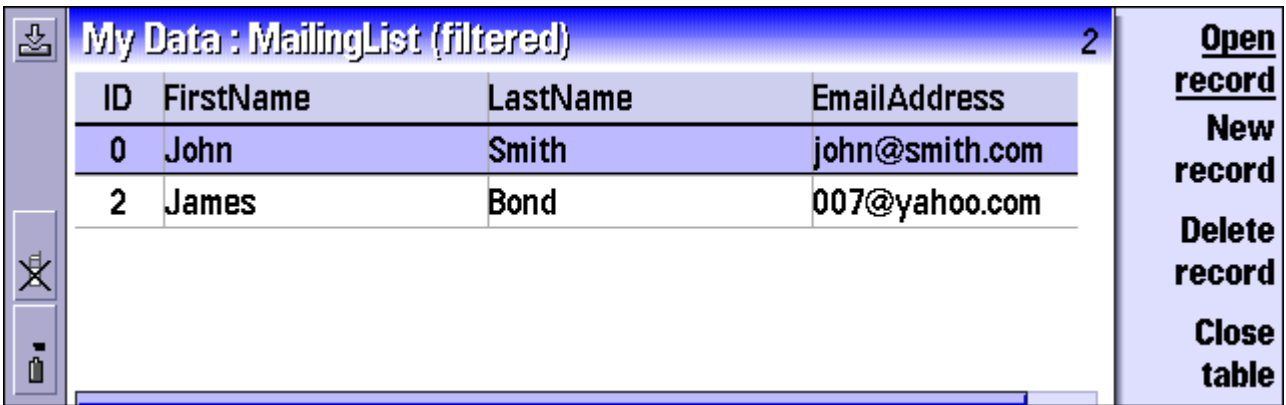 My Data : MailingList (filtered) 2
ID FirstName LastName EmailAddress
0 John Smith john@smith.com
2 James Bond 007@yahoo.com
Open
record
New
record
Delete
record
Close
table